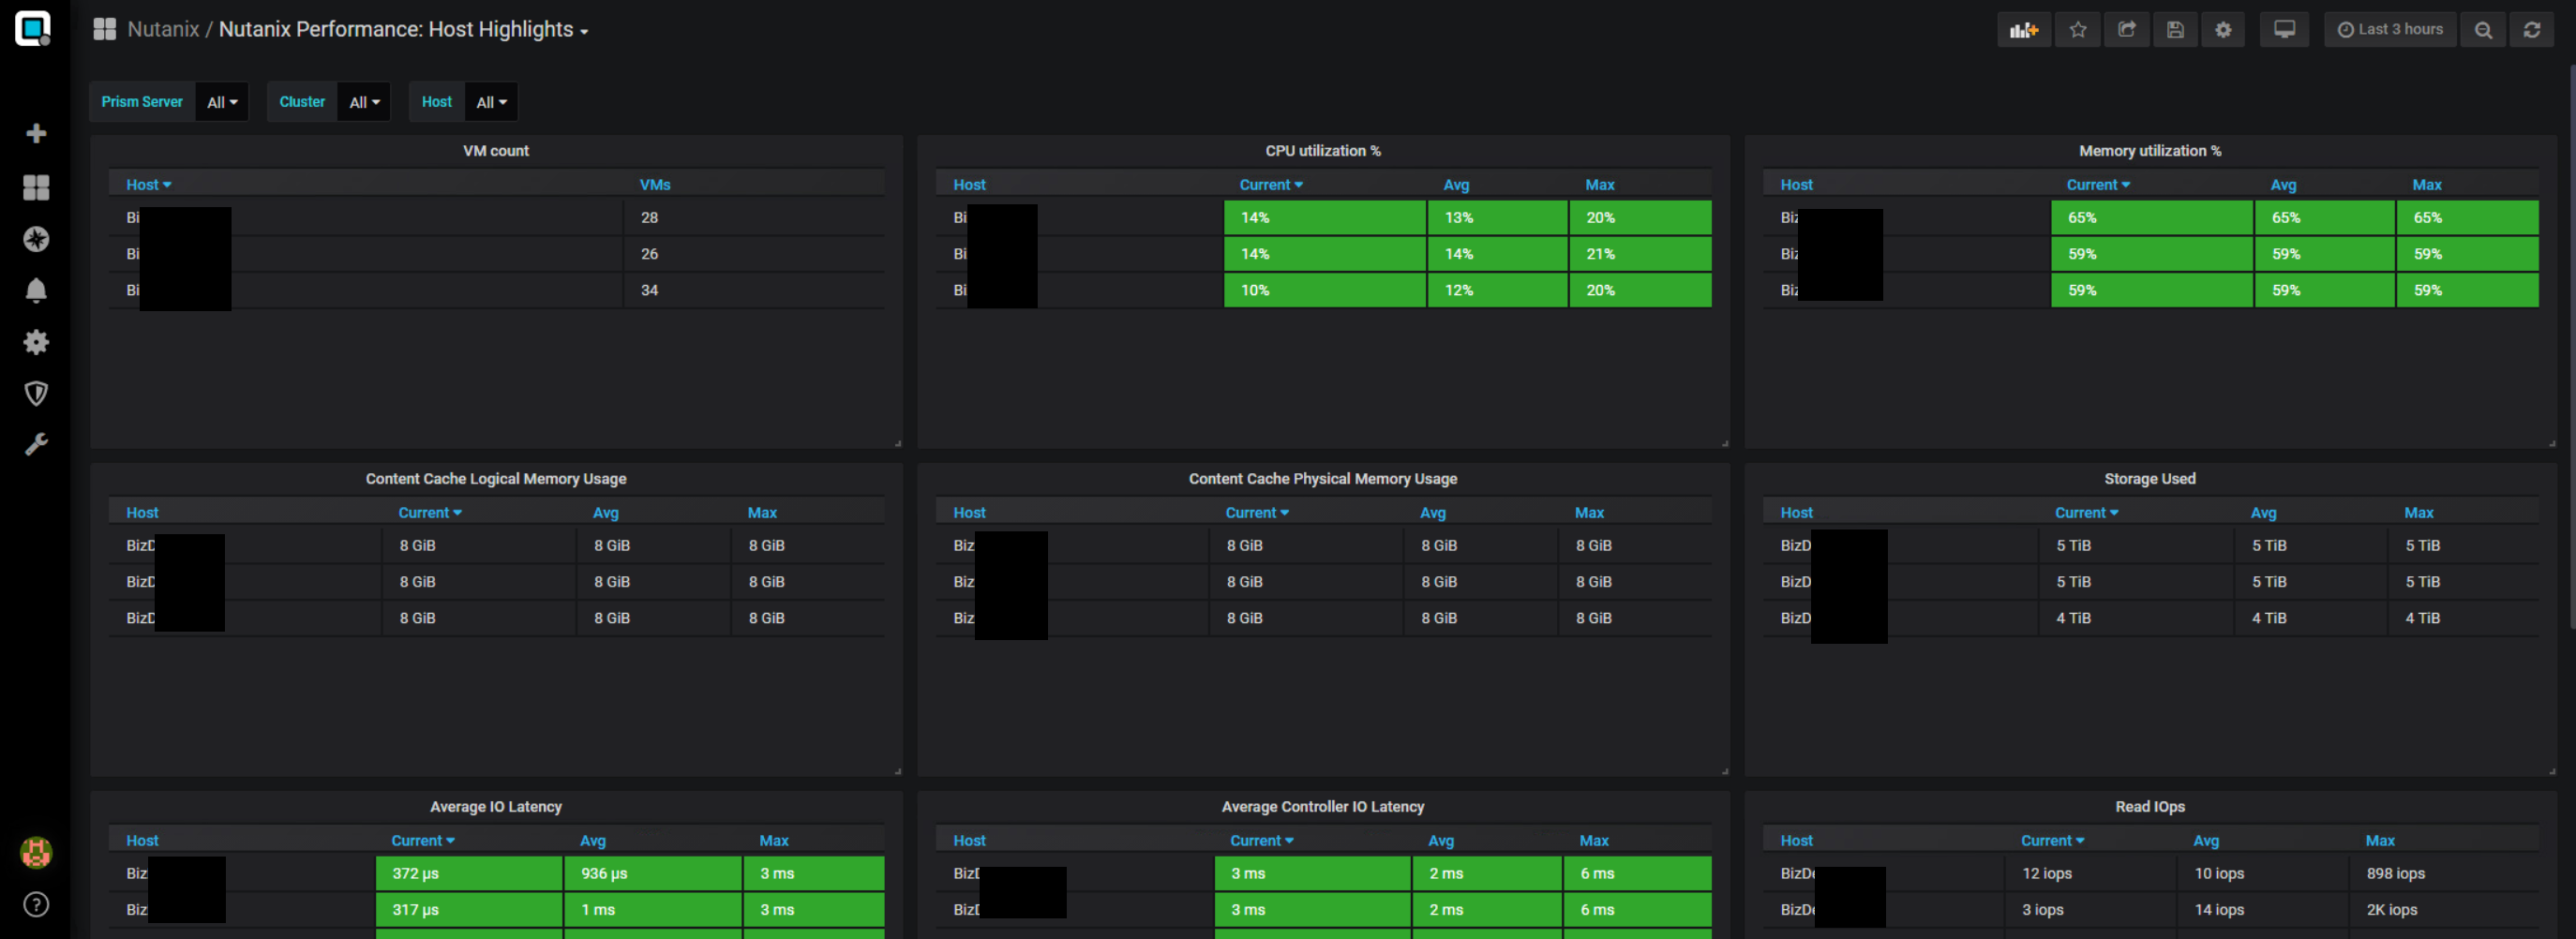 Nutanix / Nutanix Performance: Host Highlights
Last 3 hours
Prism Server All Cluster All Host All
VM count
Host VMs
Bi 28
Bi 26
Bi 34
CPU utilization %
Host Current Avg Max
Bi 14% 13% 20%
Bi 14% 14% 21%
Bi 10% 12% 20%
Memory utilization %
Host Current Avg Max
Biz 65% 65% 65%
Biz 59% 59% 59%
Biz 59% 59% 59%
Content Cache Logical Memory Usage
Host Current Avg Max
BizD 8 GiB 8 GiB 8 GiB
BizD 8 GiB 8 GiB 8 GiB
BizD 8 GiB 8 GiB 8 GiB
Content Cache Physical Memory Usage
Host Current Avg Max
Biz 8 GiB 8 GiB 8 GiB
Biz 8 GiB 8 GiB 8 GiB
Biz 8 GiB 8 GiB 8 GiB
Storage Used
Host Current Avg Max
BizD 5 TiB 5 TiB 5 TiB
BizD 5 TiB 5 TiB 5 TiB
BizD 4 TiB 4 TiB 4 TiB
Average IO Latency
Host Current Avg Max
Biz 372 µs 936 µs 3 ms
Biz 317 µs 1 ms 3 ms
Average Controller IO Latency
Host Current Avg Max
BizD 3 ms 2 ms 6 ms
BizD 3 ms 2 ms 6 ms
Read IOps
Host Current Avg Max
BizDe 12 iops 10 iops 898 iops
BizDe 3 iops 14 iops 2K iops